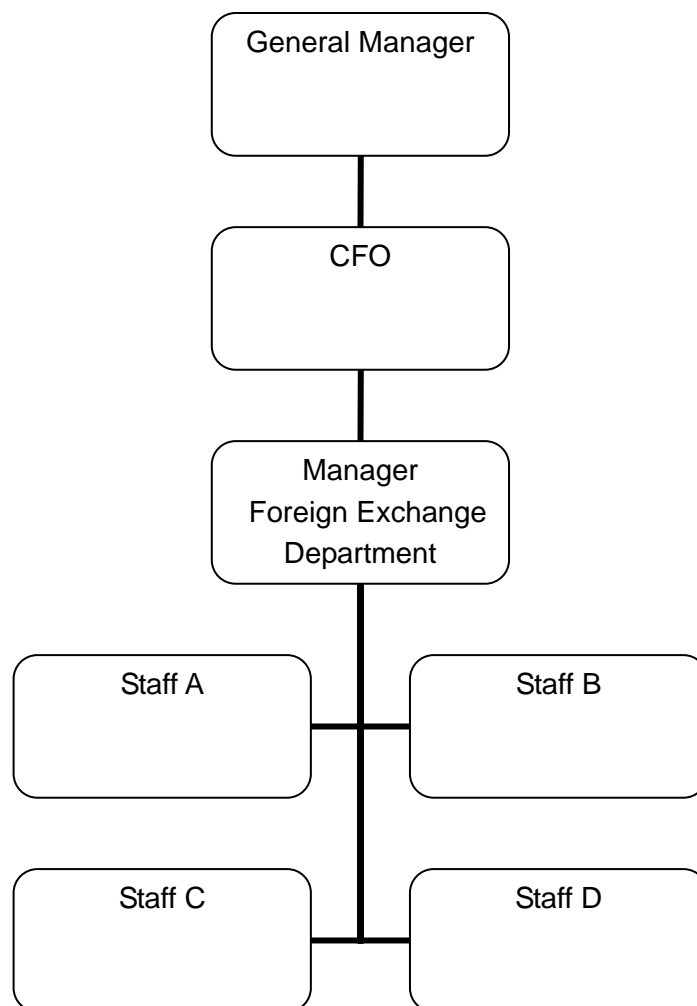 General Manager
CFO
Manager
Foreign Exchange
Department
Staff A
Staff B
Staff C
Staff D